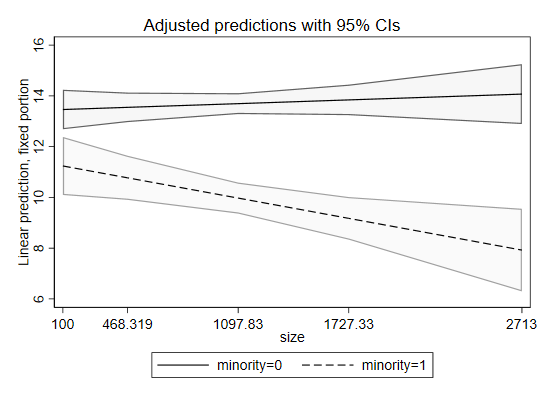 Adjusted predictions with 95% CIs
Linear prediction, fixed portion
16
14
12
10
8
6
100 468.319 1097.83 1727.33 2713
size
minority=0 minority=1